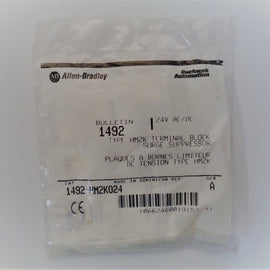 AB Allen-Bradley
Rockwell Automation
BULLETIN 1492
24V AC/DC
TYPE HM2K TERMINAL BLOCK
SURGE SUPPRESSOR
PLAQUES A BORNES LIMITEUR
DE TENSION TYPE HM2K
CAT MADE IN DOMINICAN REP SER
1492-HM2K024 A
CE